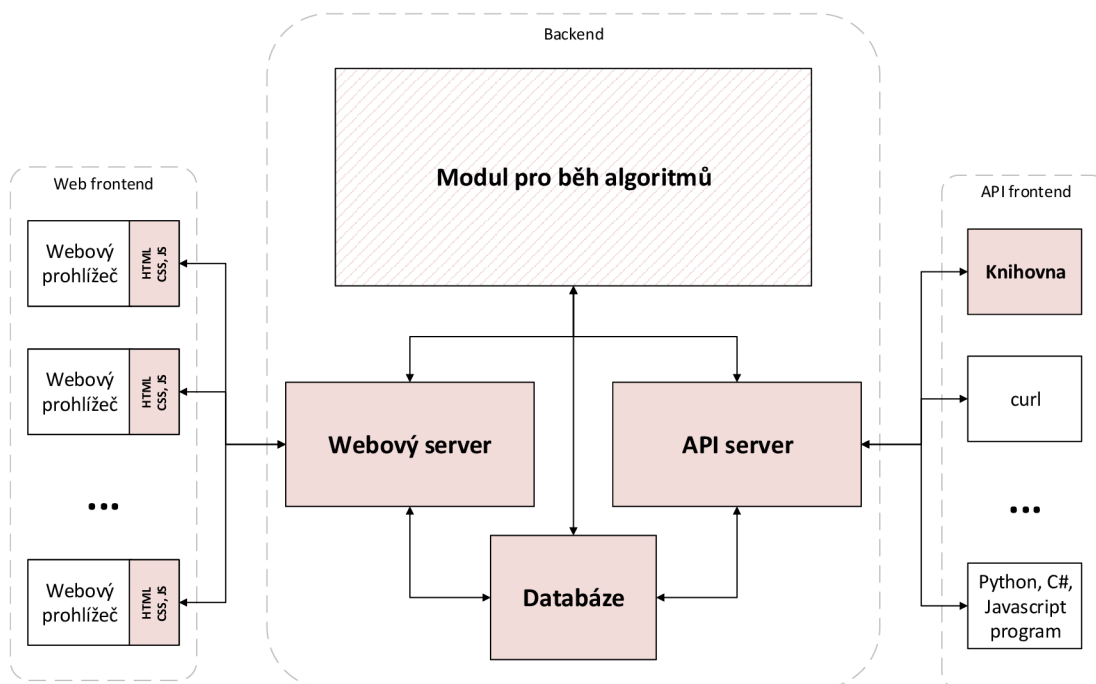 Backend
Modul pro běh algoritmů
Web frontend
Webový
prohlížeč
HTML
CSS, JS
Webový
prohlížeč
HTML
CSS, JS
...
Webový
prohlížeč
HTML
CSS, JS
Webový server
API server
Databáze
API frontend
Knihovna
curl
...
Python, C#,
Javascript
program